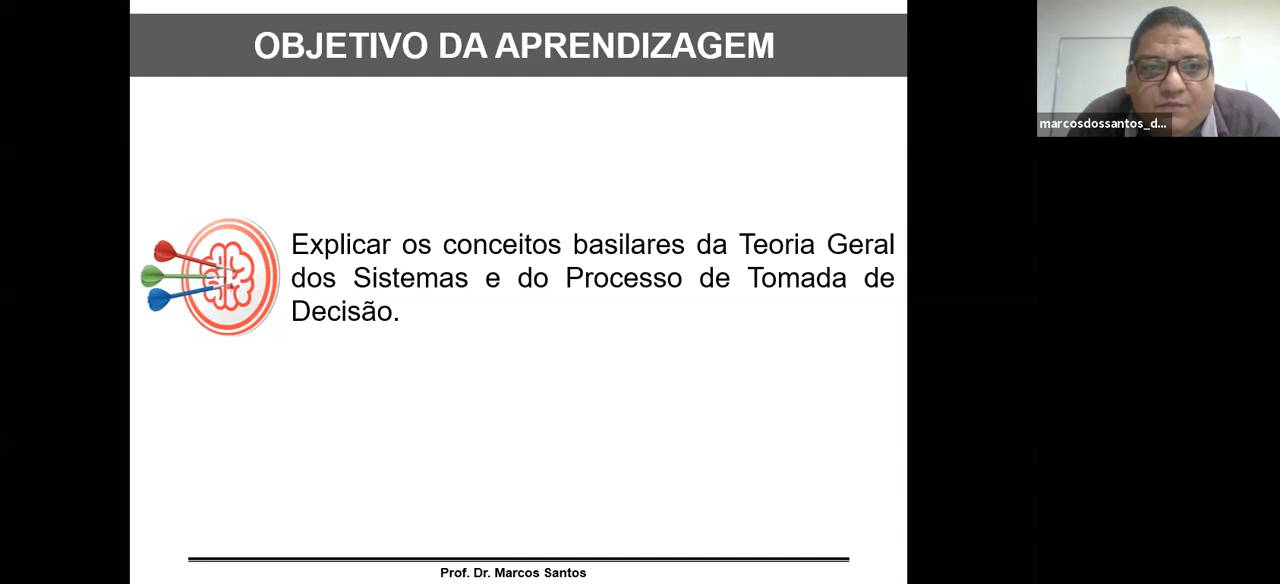 OBJETIVO DA APRENDIZAGEM
marcosdossantos_d...
Explicar os conceitos basilares da Teoria Geral
dos Sistemas e do Processo de Tomada de
Decisão.
Prof. Dr. Marcos Santos